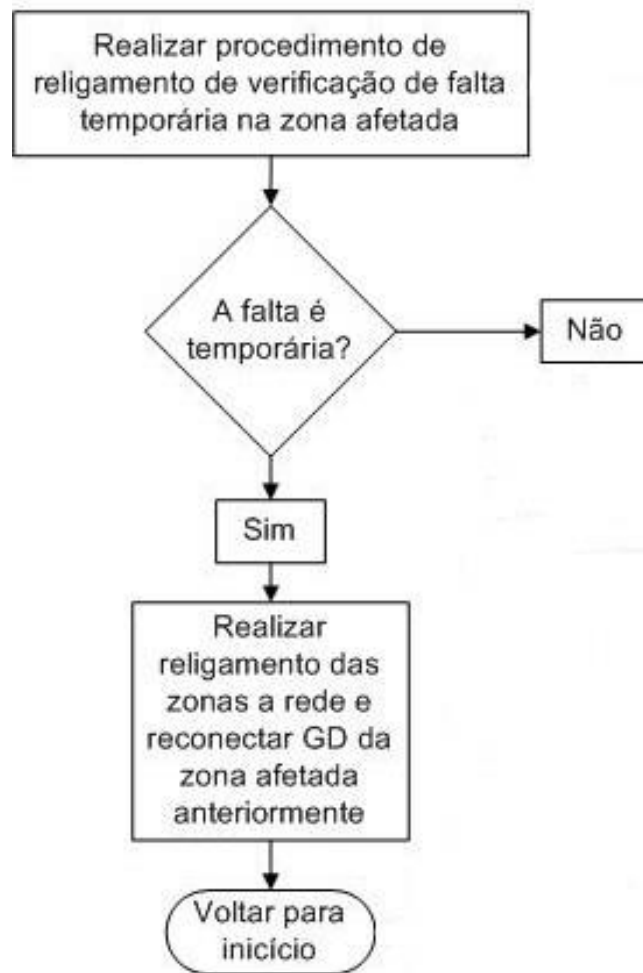 Realizar procedimento de
religamento de verificação de falta
temporária na zona afetada
A falta é
temporária?
Não
Sim
Realizar
religamento das
zonas a rede e
reconectar GD da
zona afetada
anteriormente
Voltar para
inicício